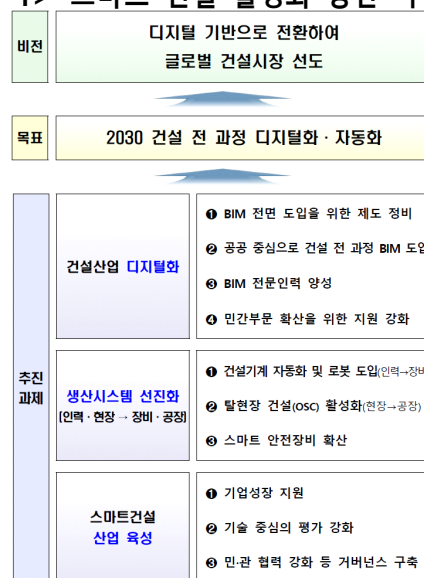 비전
디지털 기반으로 전환하여
글로벌 건설시장 선도
목표
2030 건설 전 과정 디지털화 · 자동화
추진
과제
건설산업 디지털화
❶ BIM 전면 도입을 위한 제도 정비
❷ 공공 중심으로 건설 전 과정 BIM 도입
❸ BIM 전문인력 양성
❹ 민간부문 확산을 위한 지원 강화
생산시스템 선진화
[인력 · 현장 → 장비 · 공장]
❶ 건설기계 자동화 및 로봇 도입(인력→장비
❷ 탈현장 건설(OSC) 활성화(현장→공장)
❸ 스마트 안전장비 확산
스마트건설
산업 육성
❶ 기업성장 지원
❷ 기술 중심의 평가 강화
❸ 민·관 협력 강화 등 거버넌스 구축